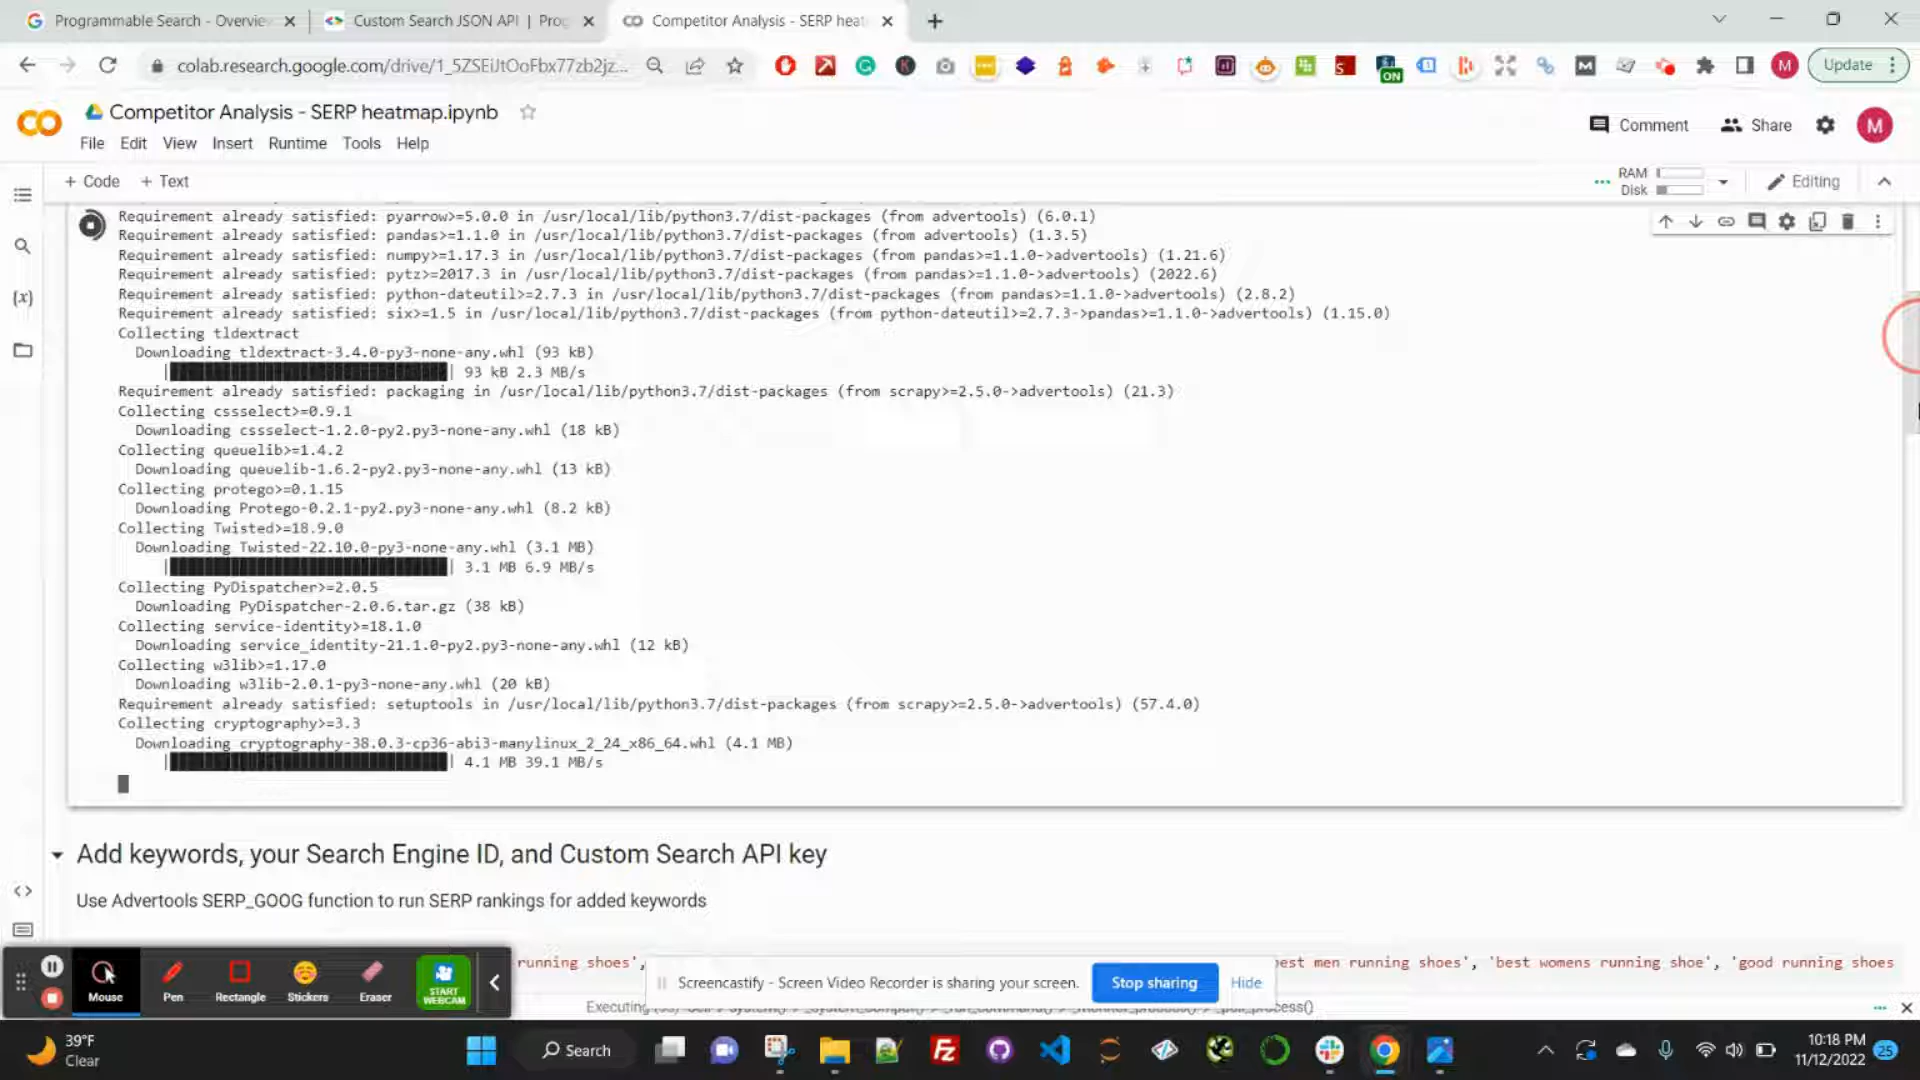 Programmable Search - Overvie
Custom Search JSON API | Prog
Competitor Analysis - SERP heat
colab.research.google.com/drive/1_5ZSEiJtOoFbx77zb2jz...
ON
M
Update
Competitor Analysis - SERP heatmap.ipynb
Comment
Share
M
File Edit View Insert Runtime Tools Help
+ Code + Text
RAM
Disk
Editing
Requirement already satisfied: pyarrow>=5.0.0 in /usr/local/lib/python3.7/dist-packages (from advertools) (6.0.1)
Requirement already satisfied: pandas>=1.1.0 in /usr/local/lib/python3.7/dist-packages (from advertools) (1.3.5)
Requirement already satisfied: numpy>=1.17.3 in /usr/local/lib/python3.7/dist-packages (from pandas>=1.1.0->advertools) (1.21.6)
Requirement already satisfied: pytz>=2017.3 in /usr/local/lib/python3.7/dist-packages (from pandas>=1.1.0->advertools) (2022.6)
Requirement already satisfied: python-dateutil>=2.7.3 in /usr/local/lib/python3.7/dist-packages (from pandas>=1.1.0->advertools) (2.8.2)
Requirement already satisfied: six>=1.5 in /usr/local/lib/python3.7/dist-packages (from python-dateutil>=2.7.3->pandas>=1.1.0->advertools) (1.15.0)
Collecting tldextract
Downloading tldextract-3.4.0-py3-none-any.whl (93 kB)
| 93 kB 2.3 MB/s
Requirement already satisfied: packaging in /usr/local/lib/python3.7/dist-packages (from scrapy>=2.5.0->advertools) (21.3)
Collecting cssselect>=0.9.1
Downloading cssselect-1.2.0-py2.py3-none-any.whl (18 kB)
Collecting queuelib>=1.4.2
Downloading queuelib-1.6.2-py2.py3-none-any.whl (13 kB)
Collecting protego>=0.1.15
Downloading Protego-0.2.1-py2.py3-none-any.whl (8.2 kB)
Collecting Twisted>=18.9.0
Downloading Twisted-22.10.0-py3-none-any.whl (3.1 MB)
| 3.1 MB 6.9 MB/s
Collecting PyDispatcher>=2.0.5
Downloading PyDispatcher-2.0.6.tar.gz (38 kB)
Collecting service-identity>=18.1.0
Downloading service_identity-21.1.0-py2.py3-none-any.whl (12 kB)
Collecting w3lib>=1.17.0
Downloading w3lib-2.0.1-py3-none-any.whl (20 kB)
Requirement already satisfied: setuptools in /usr/local/lib/python3.7/dist-packages (from scrapy>=2.5.0->advertools) (57.4.0)
Collecting cryptography>=3.3
Downloading cryptography-38.0.3-cp36-abi3-manylinux_2_24_x86_64.whl (4.1 MB)
| 4.1 MB 39.1 MB/s
Add keywords, your Search Engine ID, and Custom Search API key
Use Advertools SERP_GOOG function to run SERP rankings for added keywords
running shoes',
est men running shoes', 'best womens running shoe', 'good running shoes
Mouse Pen Rectangle Stickers Eraser START WEBCAM
Screencastify - Screen Video Recorder is sharing your screen. Stop sharing Hide
Executing
39°F
Clear
Search
10:18 PM
11/12/2022
25